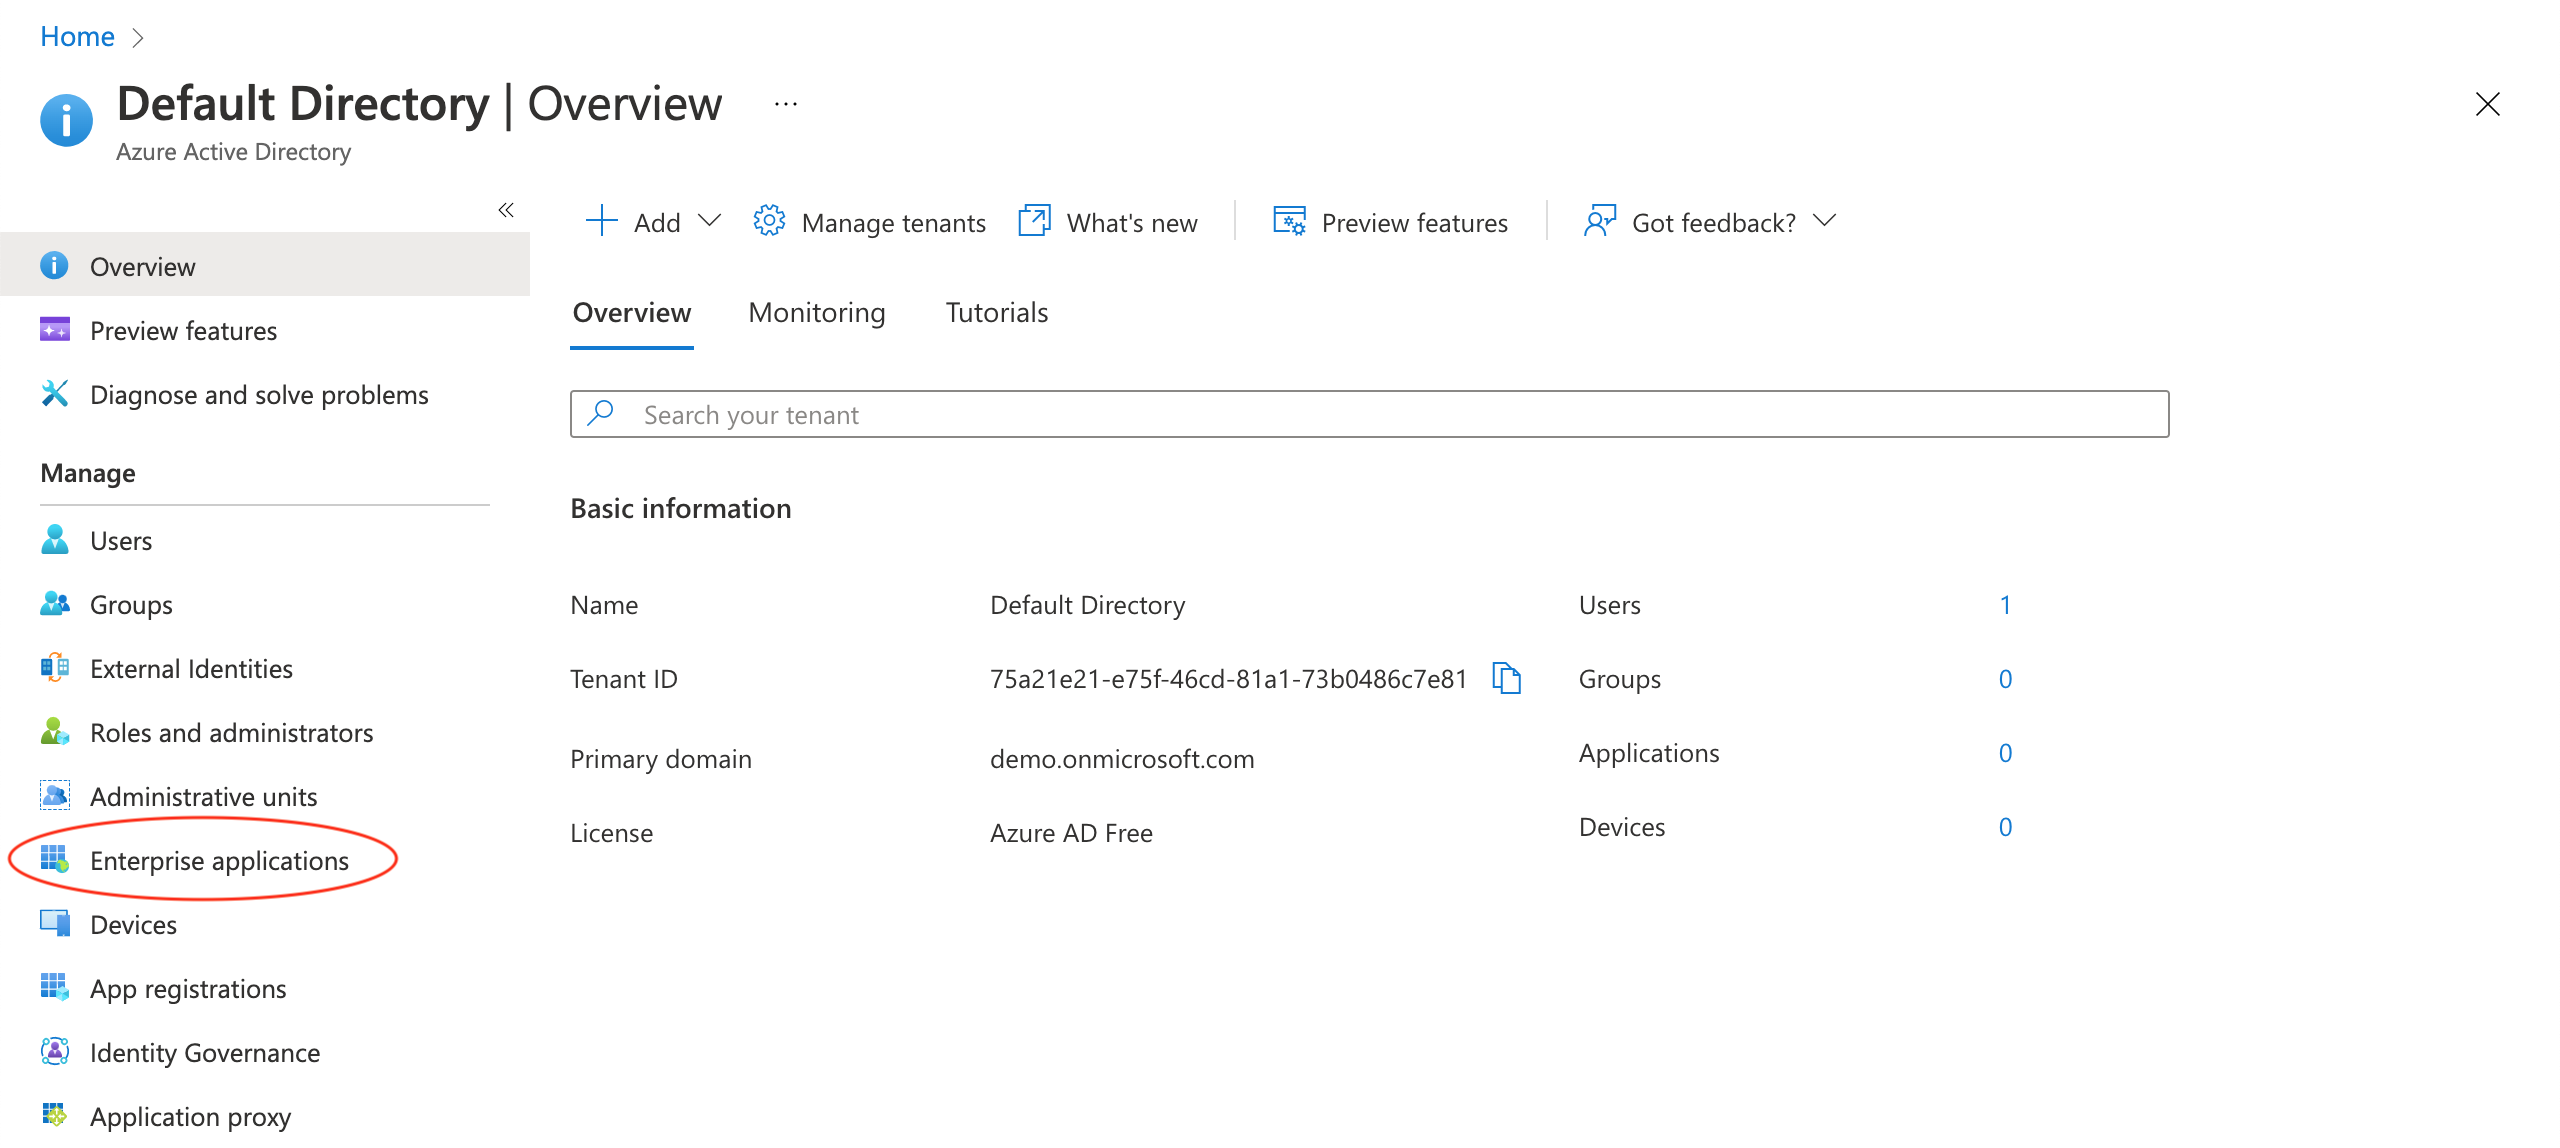 Home
Default Directory | Overview ...
Azure Active Directory
«
Overview
Preview features
Diagnose and solve problems
Manage
Users
Groups
External Identities
Roles and administrators
Administrative units
Enterprise applications
Devices
App registrations
Identity Governance
Application proxy
Add
Manage tenants
What's new
Preview features
Got feedback?
Overview Monitoring Tutorials
Search your tenant
Basic information
Name Default Directory
Tenant ID 75a21e21-e75f-46cd-81a1-73b0486c7e81
Primary domain demo.onmicrosoft.com
License Azure AD Free
Users 1
Groups 0
Applications 0
Devices 0